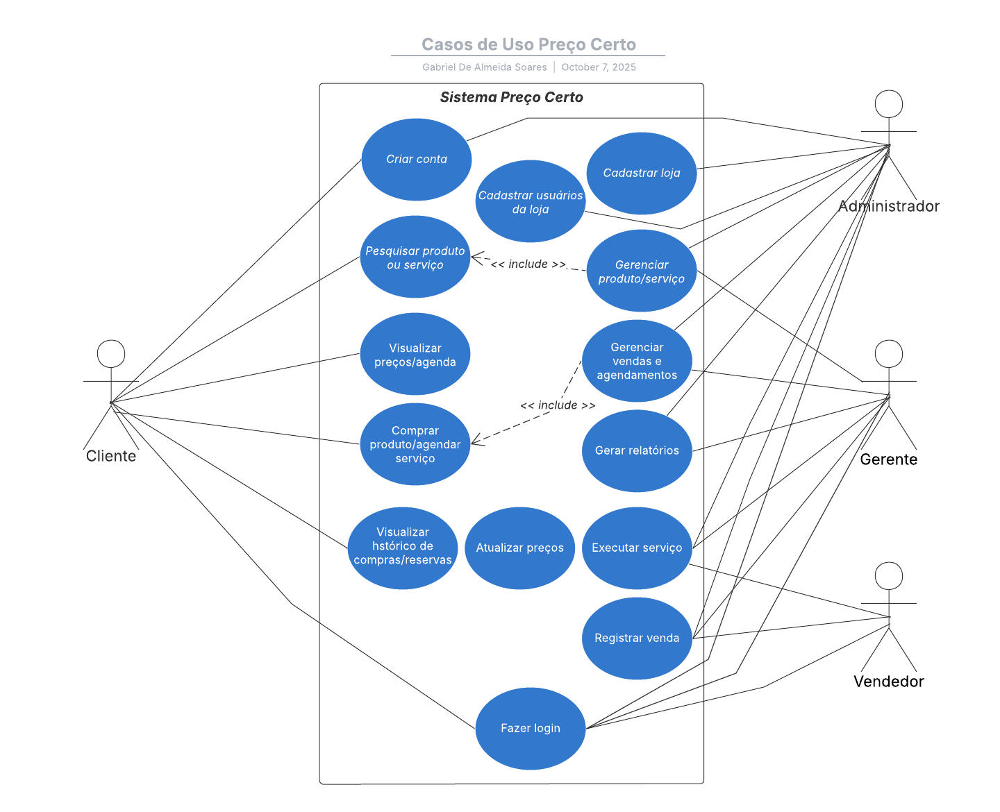 Casos de Uso Preço Certo
Gabriel De Almeida Soares | October 7, 2025
Sistema Preço Certo
Criar conta
Cadastrar loja
Cadastrar usuários
da loja
Administrador
Pesquisar produto
ou serviço
<< include >>
Gerenciar
produto/serviço
Visualizar
preços/agenda
Gerenciar
vendas e
agendamentos
<< include >>
Comprar
produto/agendar
serviço
Gerar relatórios
Cliente
Gerente
Visualizar
hstórico de
compras/reservas
Atualizar preços
Executar serviço
Registrar venda
Vendedor
Fazer login